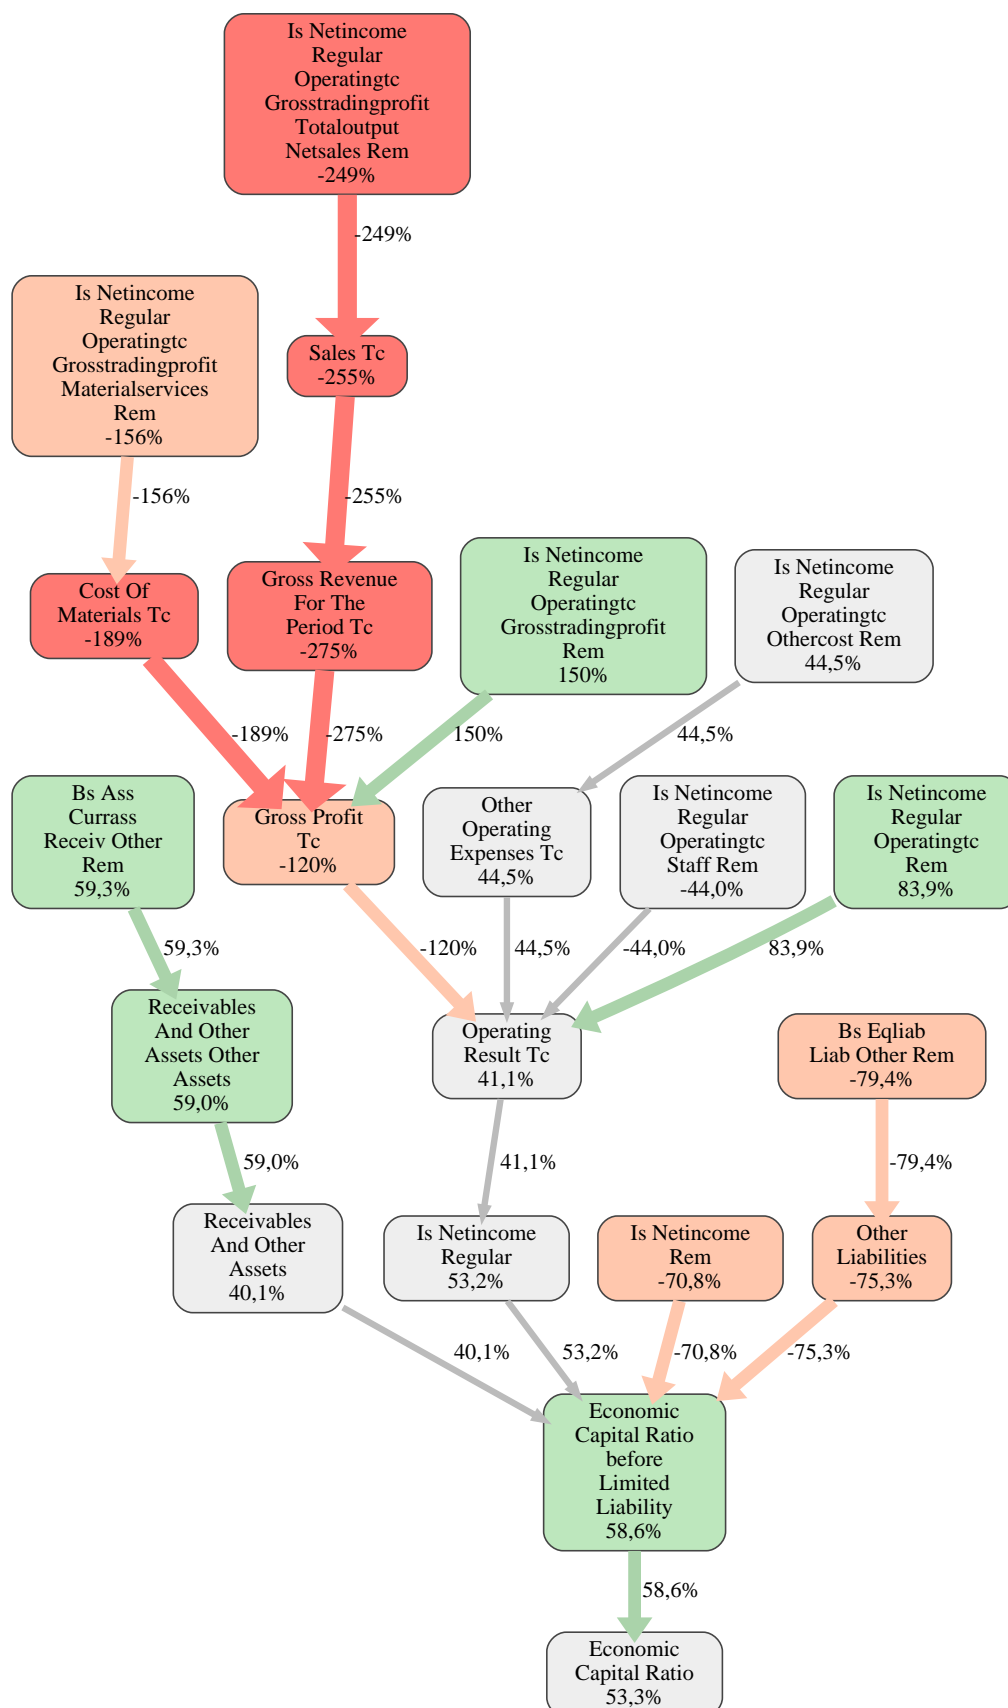 Is Netincome
Regular
Operatingtc
Grosstradingprofit
Totaloutput
Netsales Rem
-249%
-249%
Is Netincome
Regular
Operatingtc
Grosstradingprofit
Materialservices
Rem
-156%
Sales Tc
-255%
-156%
-255%
Cost Of
Materials Tc
-189%
Gross Revenue
For The
Period Tc
-275%
Is Netincome
Regular
Operatingtc
Grosstradingprofit
Rem
150%
Is Netincome
Regular
Operatingtc
Othercost Rem
44,5%
-189%
-275%
150%
44,5%
Bs Ass
Currass
Receiv Other
Rem
59,3%
Gross Profit
Tc
-120%
Other
Operating
Expenses Tc
44,5%
Is Netincome
Regular
Operatingtc
Staff Rem
-44,0%
Is Netincome
Regular
Operatingtc
Rem
83,9%
59,3%
-120%
44,5%
-44,0%
83,9%
Receivables
And Other
Assets Other
Assets
59,0%
Operating
Result Tc
41,1%
Bs Eqliab
Liab Other Rem
-79,4%
59,0%
41,1%
-79,4%
Receivables
And Other
Assets
40,1%
Is Netincome
Regular
53,2%
Is Netincome
Rem
-70,8%
Other
Liabilities
-75,3%
40,1%
53,2%
-70,8%
-75,3%
Economic
Capital Ratio
before
Limited
Liability
58,6%
58,6%
Economic
Capital Ratio
53,3%